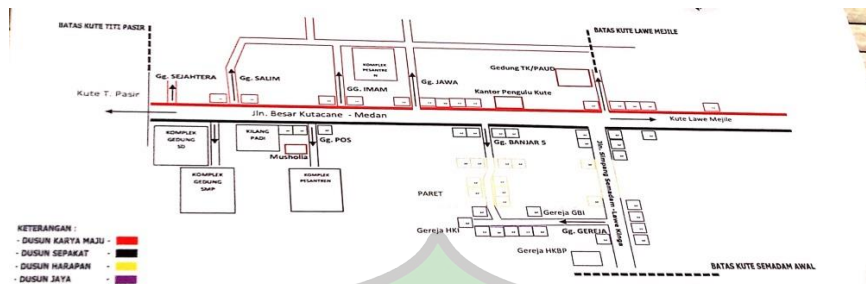 BATAS KUTE TITI PASIR
BATAS KUTE LAWE MEJILE
Gg. SEJAHTERA
Gg. SALIM
KOMPLEK
PESANTRE
N
GG. IMAM
Gg. JAWA
Gedung TK/PAUD
Kantor Pengulu Kute
Kute T. Pasir
Jln. Besar Kutacane - Medan
Kute Lawe Mejile
KOMPLEK
GEDUNG
SD
KILANG
PADI
Gg. POS
Musholla
KOMPLEK
GEDUNG
SMP
KOMPLEK
PESANTREN
Gg. BANJAR S
Jln. Simpang Semadam -Lawe Kinga
PARET
Gereja GBI
Gereja HKI
Gg. GEREJA
Gereja HKBP
BATAS KUTE SEMADAM AWAL
KETERANGAN :
- DUSUN KARYA MAJU -
- DUSUN SEPAKAT -
- DUSUN HARAPAN -
- DUSUN JAYA -